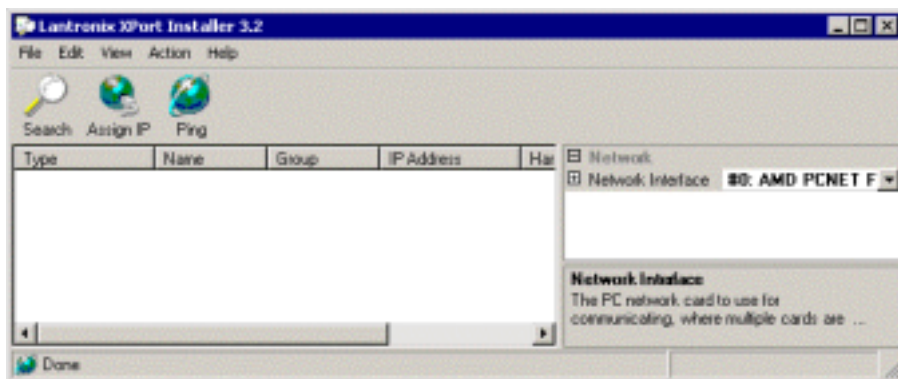 Lantronix XPort Installer 3.2
File Edit View Action Help
Search Assign IP Ping
Type Name Group IP Address Har
Network
Network Interface #0: AMD PCNET F
Network Interface
The PC network card to use for
communicating, where multiple cards are ...
Done